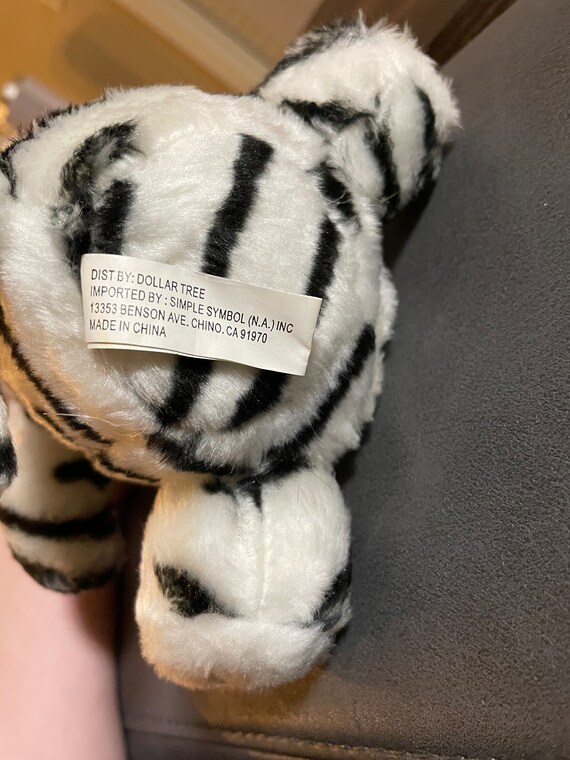 DIST BY: DOLLAR TREE
IMPORTED BY : SIMPLE SYMBOL (N.A.) INC
13353 BENSON AVE. CHINO. CA 91970
MADE IN CHINA